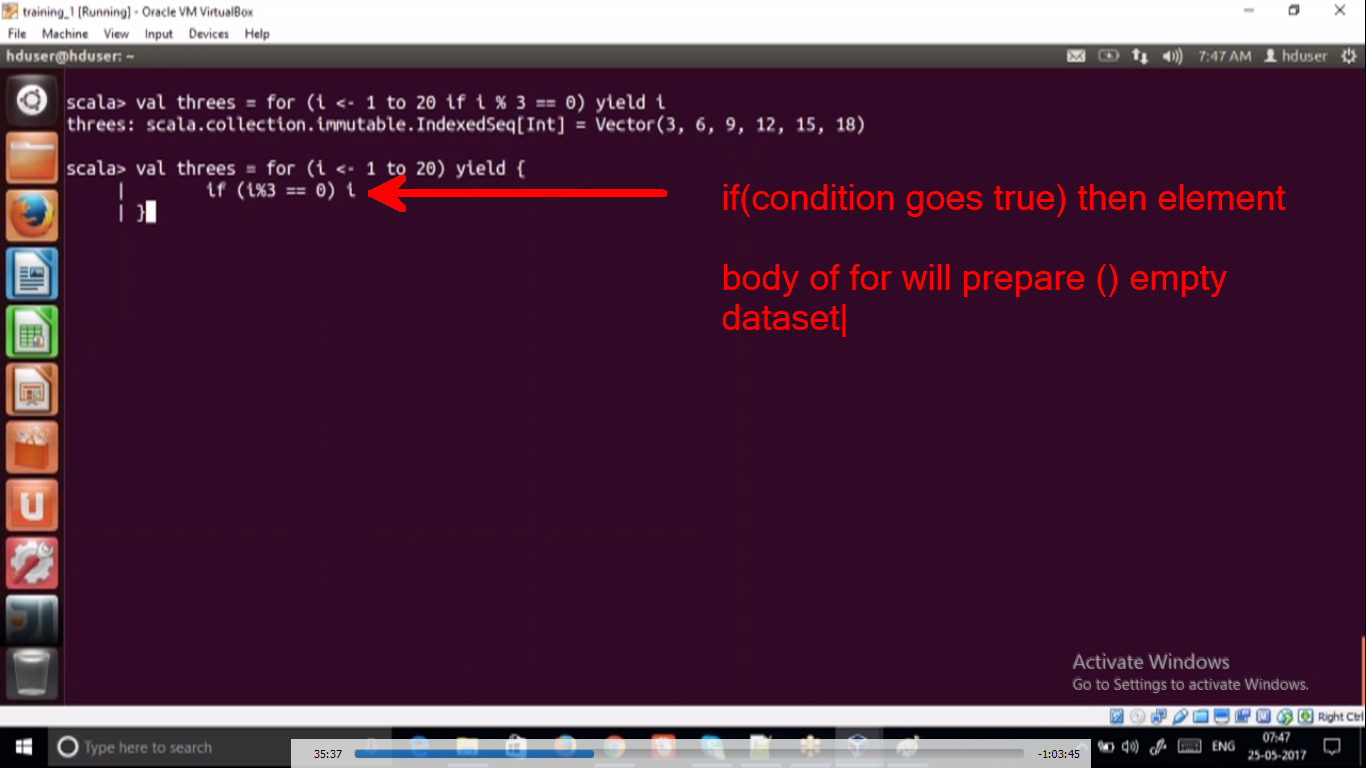 training_1 [Running] - Oracle VM VirtualBox
File Machine View Input Devices Help
hduser@hduser: ~ 7:47 AM hduser
scala> val threes = for (i <- 1 to 20 if i % 3 == 0) yield i
threes: scala.collection.immutable.IndexedSeq[Int] = Vector(3, 6, 9, 12, 15, 18)
scala> val threes = for (i <- 1 to 20) yield {
| if (i%3 == 0) i
| }
if(condition goes true) then element
body of for will prepare () empty
dataset|
Activate Windows
Go to Settings to activate Windows.
Right Ctrl
Type here to search
35:37 -1:03:45
ENG 07:47
25-05-2017